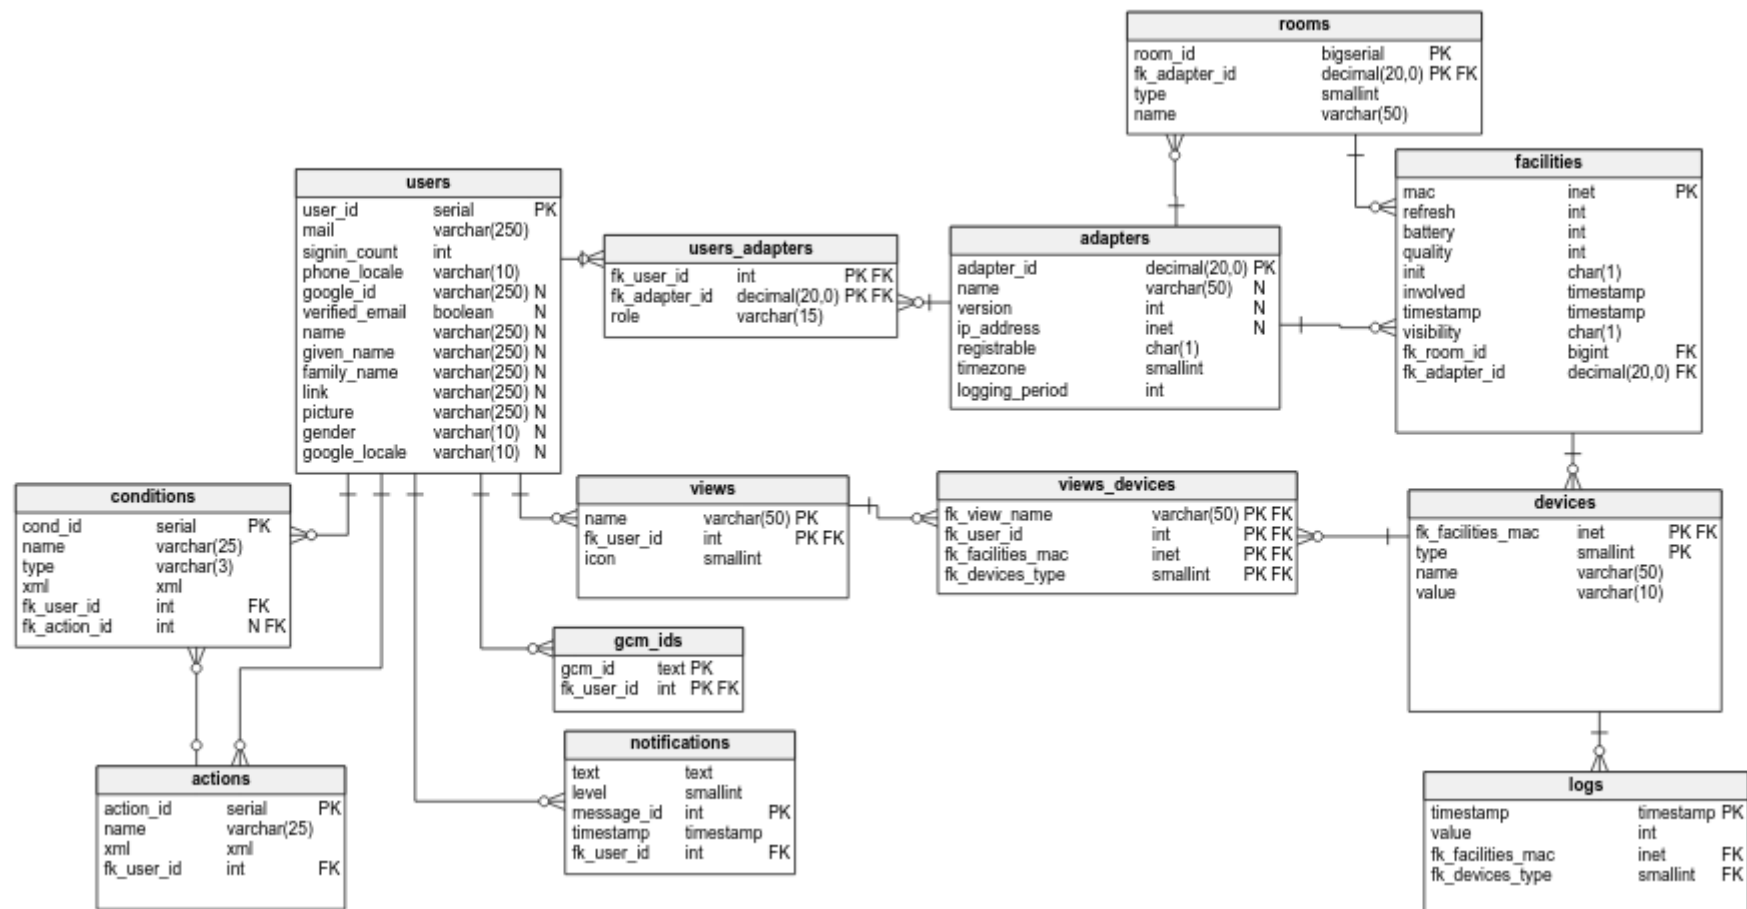 rooms
room_id bigserial PK
fk_adapter_id decimal(20,0) PK FK
type smallint
name varchar(50)
facilities
mac inet PK
refresh int
battery int
quality int
init char(1)
involved timestamp
timestamp timestamp
visibility char(1)
fk_room_id bigint FK
fk_adapter_id decimal(20,0) FK
users
user_id serial PK
mail varchar(250)
signin_count int
phone_locale varchar(10)
google_id varchar(250) N
verified_email boolean N
name varchar(250) N
given_name varchar(250) N
family_name varchar(250) N
link varchar(250) N
picture varchar(250) N
gender varchar(10) N
google_locale varchar(10) N
users_adapters
fk_user_id int PK FK
fk_adapter_id decimal(20,0) PK FK
role varchar(15)
adapters
adapter_id decimal(20,0) PK
name varchar(50) N
version int N
ip_address inet N
registrable char(1)
timezone smallint
logging_period int
conditions
cond_id serial PK
name varchar(25)
type varchar(3)
xml xml
fk_user_id int FK
fk_action_id int N FK
views
name varchar(50) PK
fk_user_id int PK FK
icon smallint
views_devices
fk_view_name varchar(50) PK FK
fk_user_id int PK FK
fk_facilities_mac inet PK FK
fk_devices_type smallint PK FK
devices
fk_facilities_mac inet PK FK
type smallint PK
name varchar(50)
value varchar(10)
gcm_ids
gcm_id text PK
fk_user_id int PK FK
notifications
text text
level smallint
message_id int PK
timestamp timestamp
fk_user_id int FK
actions
action_id serial PK
name varchar(25)
xml xml
fk_user_id int FK
logs
timestamp timestamp PK
value int
fk_facilities_mac inet FK
fk_devices_type smallint FK